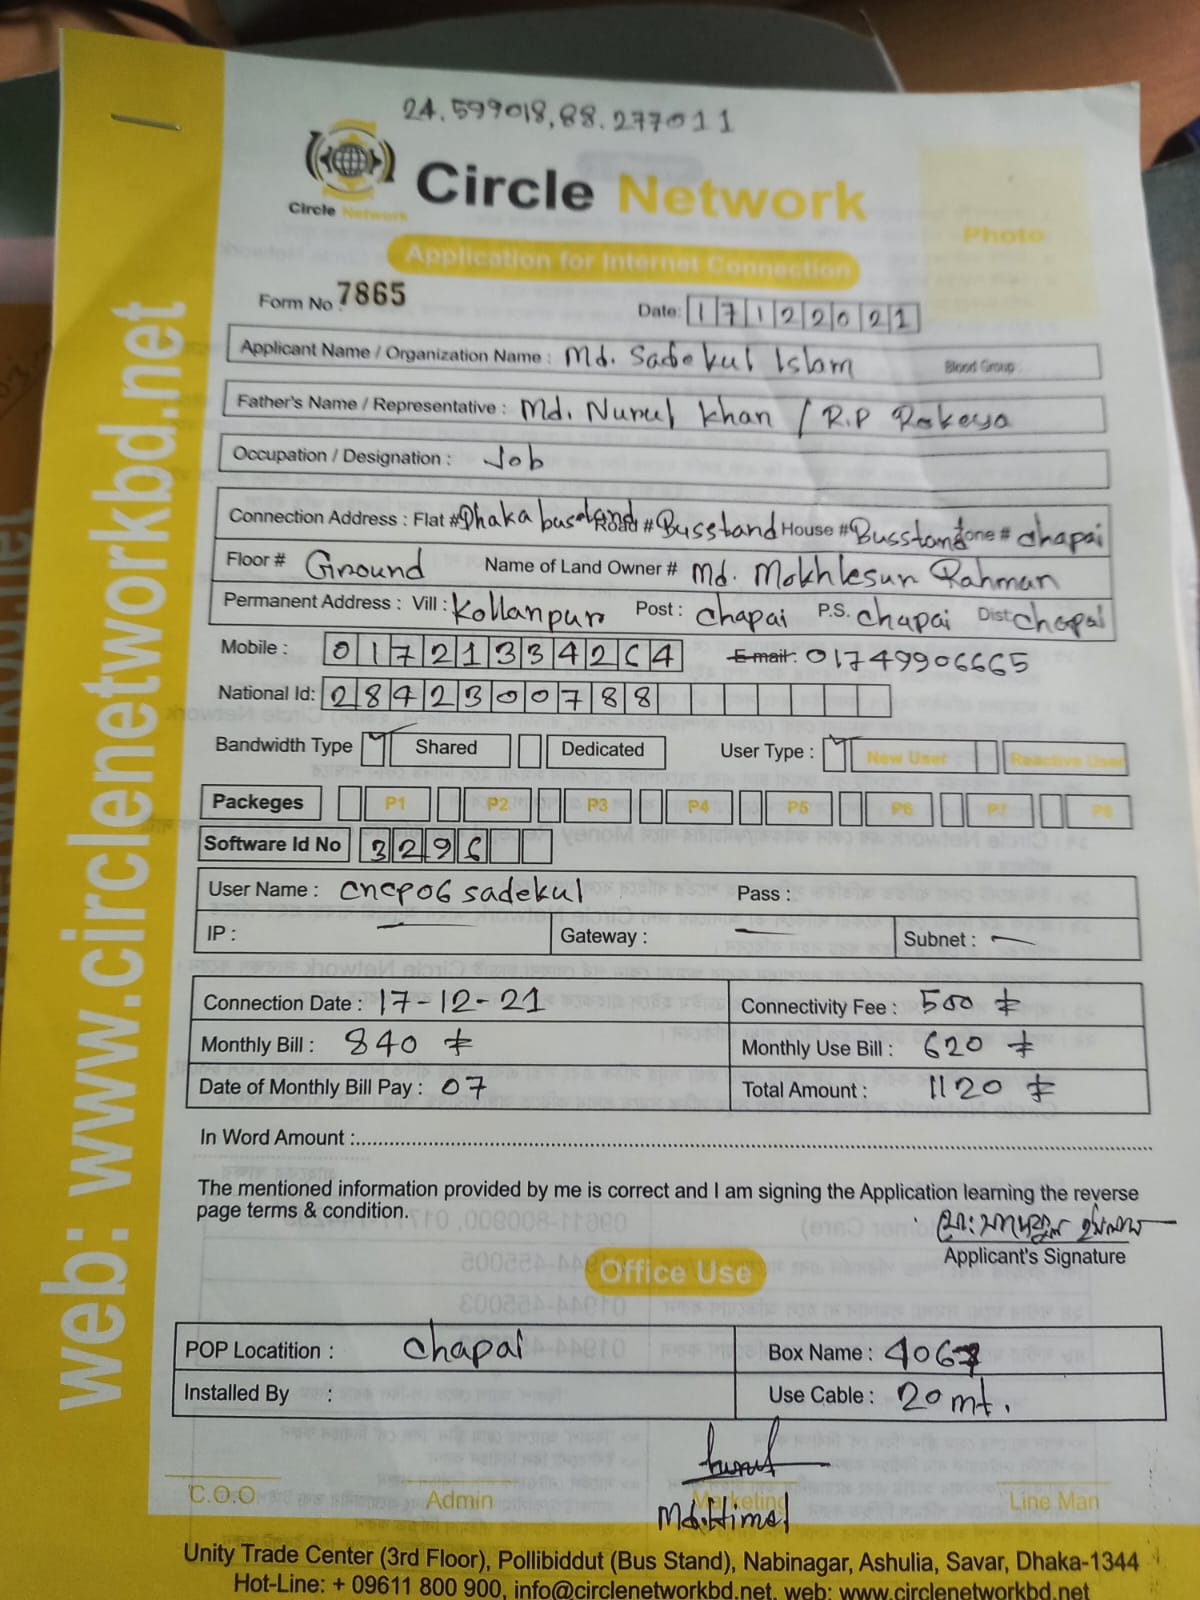 24.599018,88.277011
Circle Network
Circle Network
Photo
Application for Internet Connection
Form No. 7865
Date: 17122021
Applicant Name / Organization Name : Md. Sadekul Islam Blood Group :
Father's Name / Representative : Md. Nurul Khan / R.P Rokeya
Occupation / Designation : Job
Connection Address : Flat # Dhaka busstand Road # Busstand House # Busstand Zone # Chapai
Floor # Ground Name of Land Owner # Md. Mokhlesur Rahman
Permanent Address : Vill : Kollanpur Post : Chapai P.S. Chapai Dist: Chapai
Mobile : 01721334264 E-mail: 01749906665
National Id: 2842300788
Bandwidth Type Shared Dedicated User Type : New User Reactive User
Packeges P1 P2 P3 P4 P5 P6 P7 P8
Software Id No 3296
User Name : cncp06sadekul Pass :
IP : — Gateway : — Subnet : —
Connection Date : 17-12-21 Connectivity Fee : 500 ৳
Monthly Bill : 840 ৳ Monthly Use Bill : 620 ৳
Date of Monthly Bill Pay : 07 Total Amount : 1120 ৳
In Word Amount :
The mentioned information provided by me is correct and I am signing the Application learning the reverse
page terms & condition.
Applicant's Signature
Office Use
POP Locatition : Chapai Box Name : 4067
Installed By : Use Cable : 20 mt.
C.O.O Admin Marketing Line Man
Md. Himel
Unity Trade Center (3rd Floor), Pollibiddut (Bus Stand), Nabinagar, Ashulia, Savar, Dhaka-1344
Hot-Line: + 09611 800 900, info@circlenetworkbd.net, web: www.circlenetworkbd.net
web: www.circlenetworkbd.net